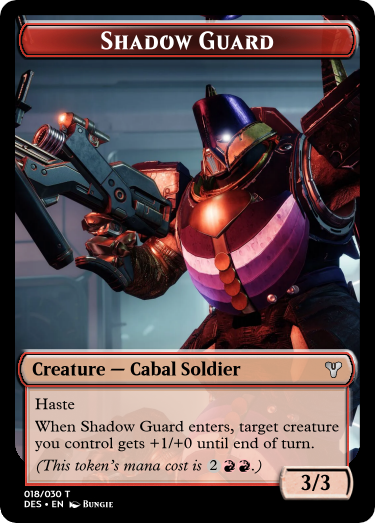 Shadow Guard
Creature — Cabal Soldier
Haste
When Shadow Guard enters, target creature
you control gets +1/+0 until end of turn.
(This token's mana cost is 2.)
3/3
018/030 T
DES • EN Bungie